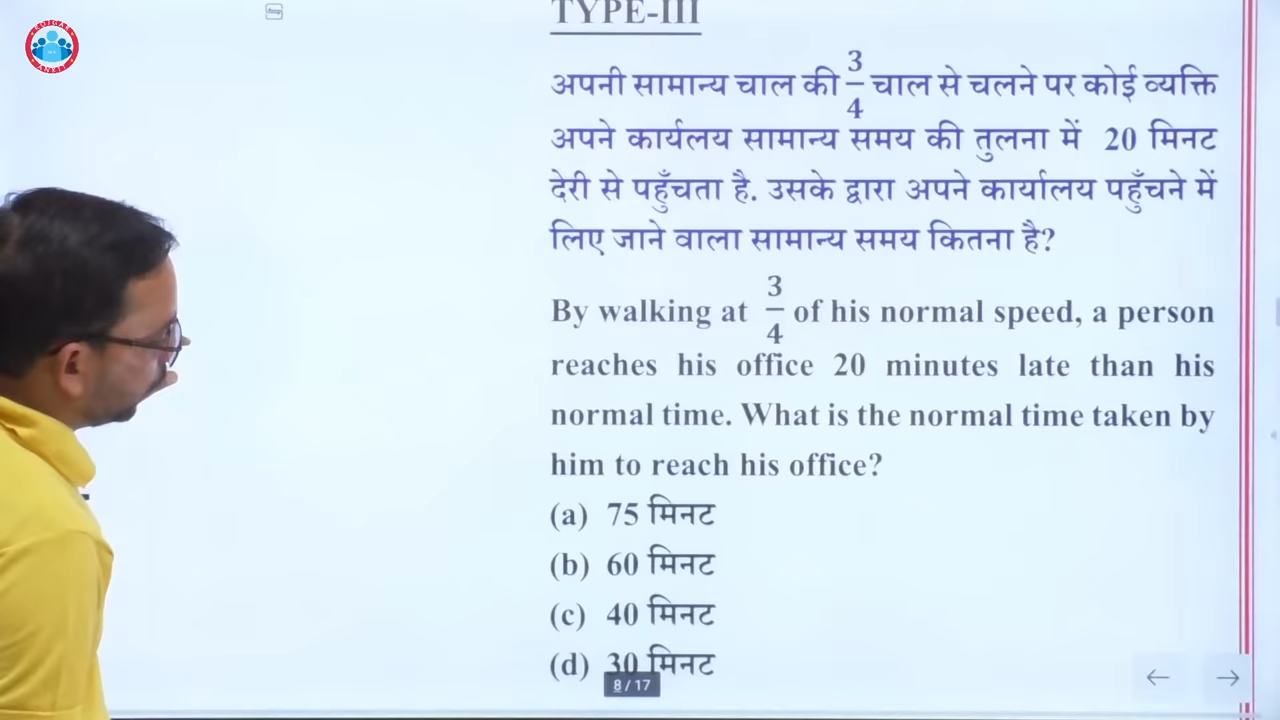 TYPE-III
अपनी सामान्य चाल की 3/4 चाल से चलने पर कोई व्यक्ति
अपने कार्यलय सामान्य समय की तुलना में 20 मिनट
देरी से पहुँचता है. उसके द्वारा अपने कार्यालय पहुँचने में
लिए जाने वाला सामान्य समय कितना है?
By walking at 3/4 of his normal speed, a person
reaches his office 20 minutes late than his
normal time. What is the normal time taken by
him to reach his office?
(a) 75 मिनट
(b) 60 मिनट
(c) 40 मिनट
(d) 30 मिनट
8 / 17